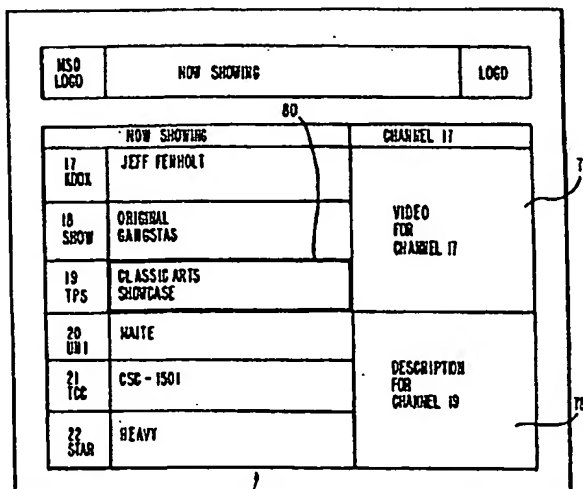 MSO
LOGO
NOW SHOWING
LOGO
80
NOW SHOWING
CHANNEL 17
17
KDOX
JEFF FENHOLT
18
SHOW
ORIGINAL
GANGSTAS
19
TPS
CLASSIC ARTS
SHOWCASE
20
UNI
MAITE
21
TCC
CSC - 1501
22
STAR
HEAVY
VIDEO
FOR
CHANNEL 17
DESCRIPTION
FOR
CHANNEL 19